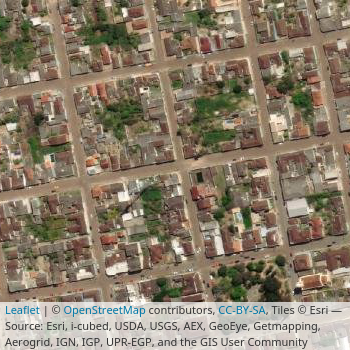 Leaflet | © OpenStreetMap contributors, CC-BY-SA, Tiles © Esri —
Source: Esri, i-cubed, USDA, USGS, AEX, GeoEye, Getmapping,
Aerogrid, IGN, IGP, UPR-EGP, and the GIS User Community